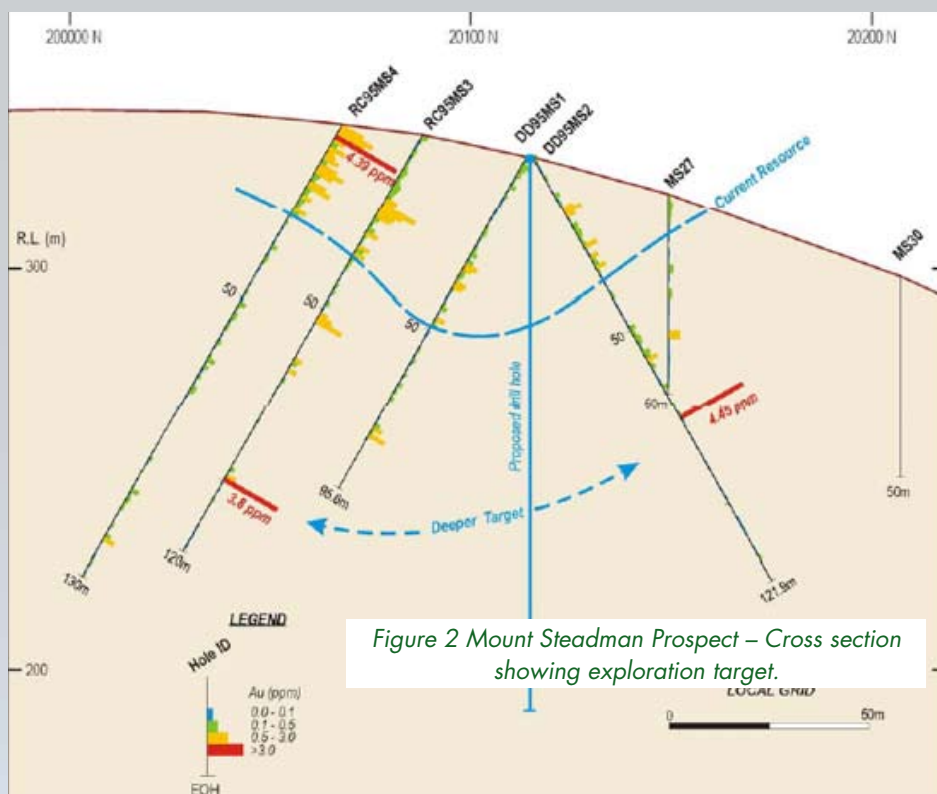 200000 N
20100 N
20200 N
RC95MS4
RC95MS3
DD95MS1
DD95MS2
MS27
MS30
4.39 ppm
Current Resource
R.L. (m)
300
50
50
50
50
Proposed drill hole
60m
4.45 ppm
95.6m
50m
3.8 ppm
Deeper Target
130m
120m
121.9m
LEGEND
Hole ID
Figure 2 Mount Steadman Prospect – Cross section
showing exploration target.
200
Au (ppm)
0.0 - 0.1
0.1 - 0.5
0.5 - 3.0
>3.0
EOH
LOCAL GRID
0
50m